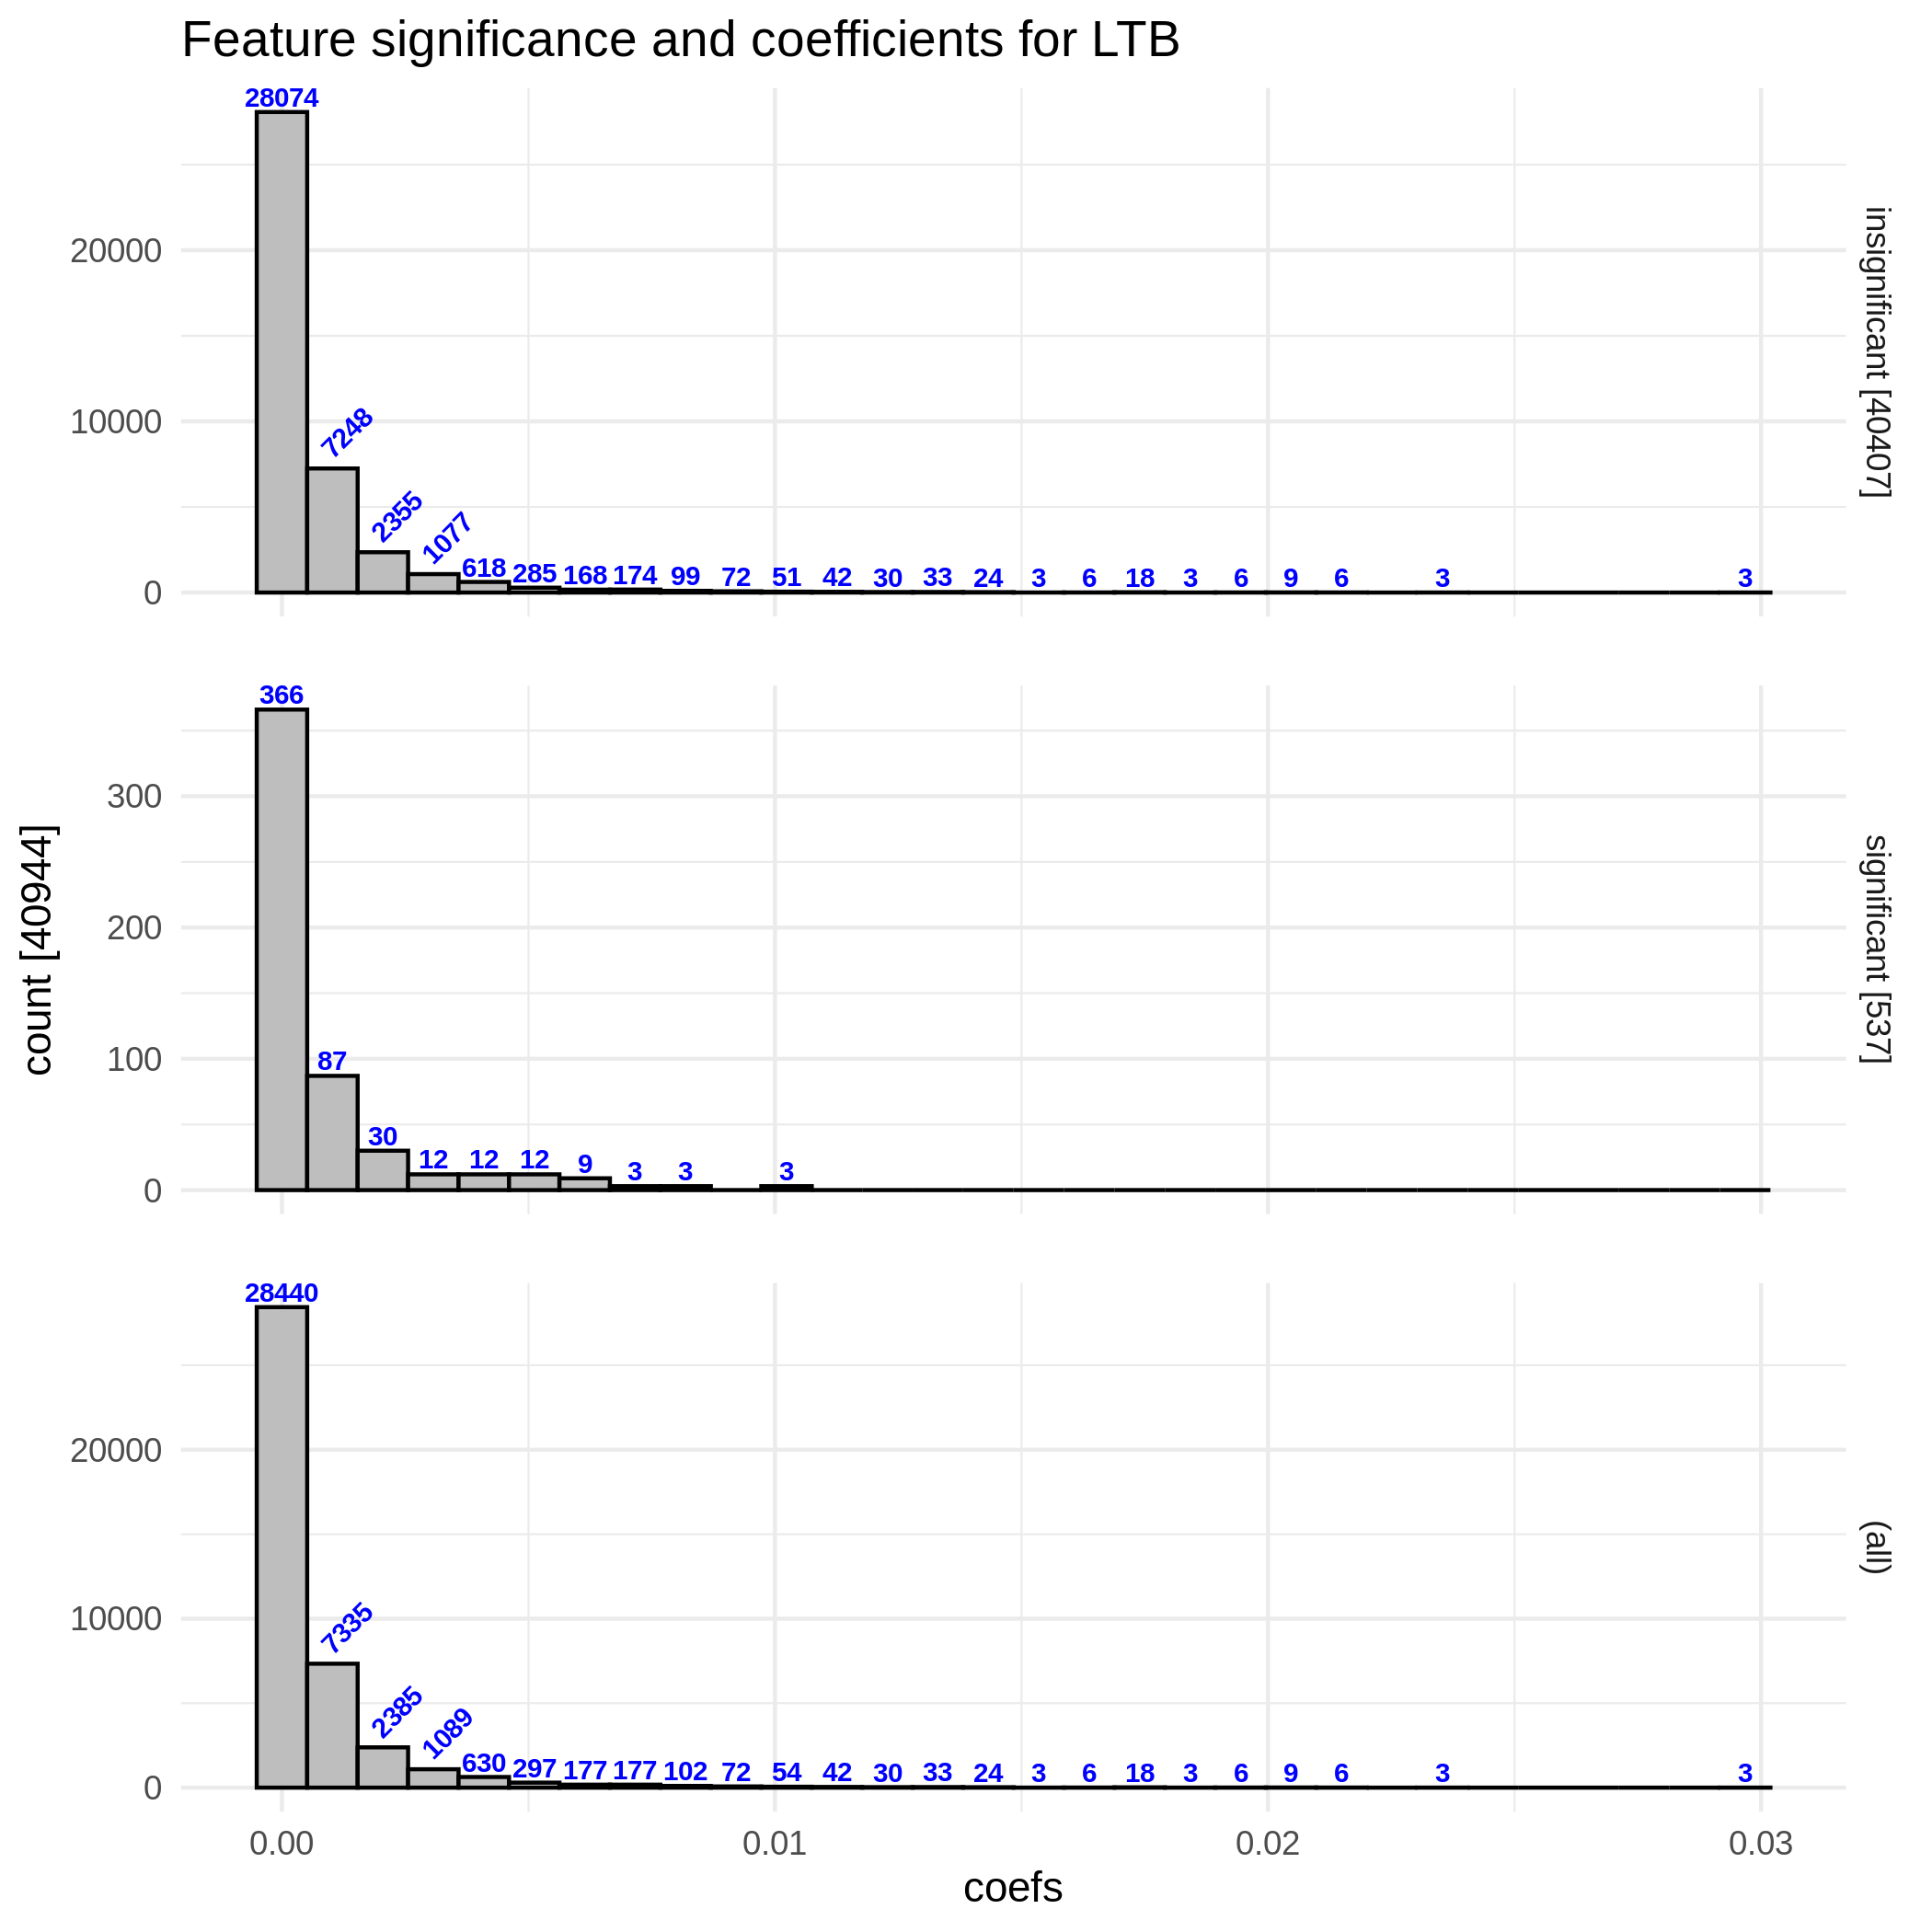 Feature significance and coefficients for LTB
28074
7248
2355
1077
618 285 168 174 99 72 51 42 30 33 24 3 6 18 3 6 9 6 3 3
20000
10000
0
insignificant [40407]
366
87
30
12 12 12 9 3 3 3
300
200
100
0
significant [537]
count [40944]
28440
7335
2385
1089
630 297 177 177 102 72 54 42 30 33 24 3 6 18 3 6 9 6 3 3
20000
10000
0
(all)
0.00 0.01 0.02 0.03
coefs